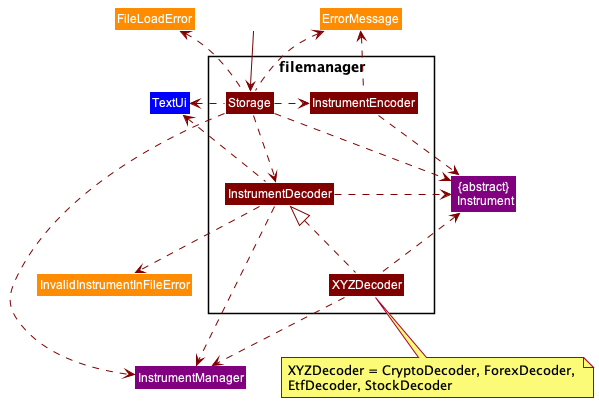 FileLoadError
ErrorMessage
filemanager
TextUi
Storage
InstrumentEncoder
{abstract}
Instrument
InstrumentDecoder
InvalidInstrumentInFileError
XYZDecoder
InstrumentManager
XYZDecoder = CryptoDecoder, ForexDecoder,
EtfDecoder, StockDecoder